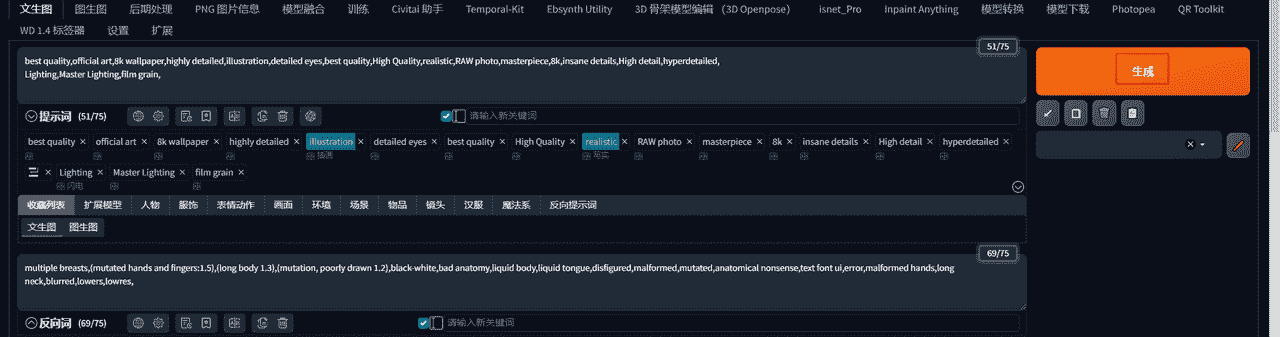 文生图 图生图 后期处理 PNG 图片信息 模型融合 训练 Civitai 助手 Temporal-Kit Ebsynth Utility 3D 骨架模型编辑 (3D Openpose) isnet_Pro Inpaint Anything 模型转换 模型下载 Photopea QR Toolkit
WD 1.4 标签器 设置 扩展
51/75
best quality,official art,8k wallpaper,highly detailed,illustration,detailed eyes,best quality,High Quality,realistic,RAW photo,masterpiece,8k,insane details,High detail,hyperdetailed,
Lighting,Master Lighting,film grain,
生成
提示词 (51/75) 请输入新关键词
best quality × official art × 8k wallpaper × highly detailed × illustration × detailed eyes × best quality × High Quality × realistic × RAW photo × masterpiece × 8k × insane details × High detail × hyperdetailed ×
插画 写实
× Lighting × Master Lighting × film grain ×
闪电
收藏列表 扩展模型 人物 服饰 表情动作 画面 环境 场景 物品 镜头 汉服 魔法系 反向提示词
文生图 图生图
69/75
multiple breasts,(mutated hands and fingers:1.5),(long body 1.3),(mutation, poorly drawn 1.2),black-white,bad anatomy,liquid body,liquid tongue,disfigured,malformed,mutated,anatomical nonsense,text font ui,error,malformed hands,long
neck,blurred,lowers,lowres,
反向词 (69/75) 请输入新关键词